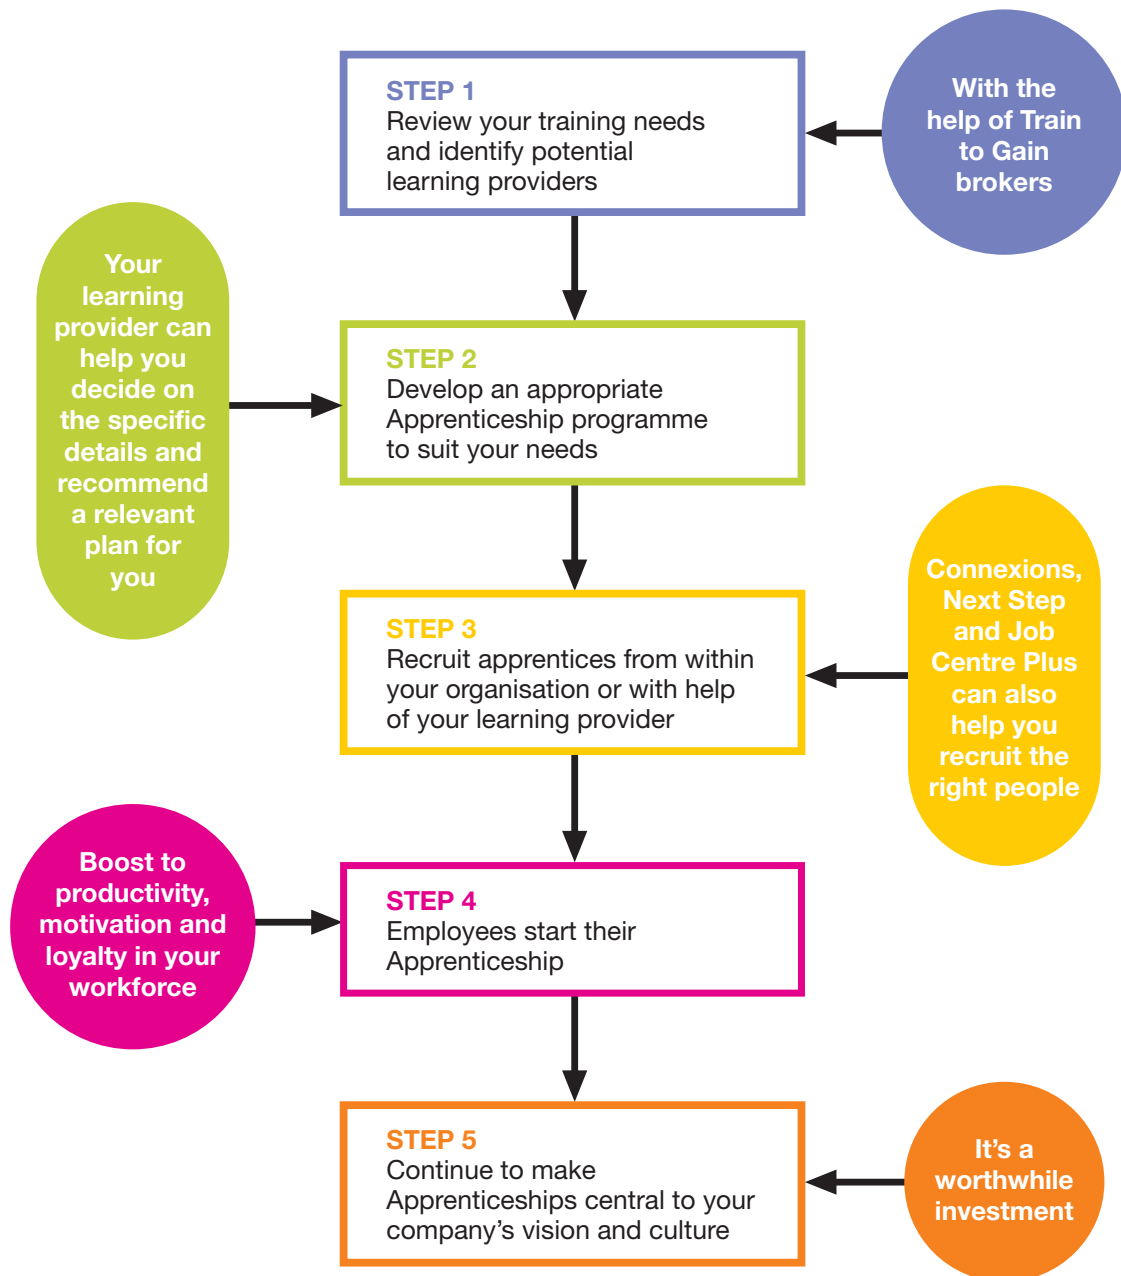 STEP 1
Review your training needs
and identify potential
learning providers
With the
help of Train
to Gain
brokers
Your
learning
provider can
help you
decide on
the specific
details and
recommend
a relevant
plan for
you
STEP 2
Develop an appropriate
Apprenticeship programme
to suit your needs
STEP 3
Recruit apprentices from within
your organisation or with help
of your learning provider
Connexions,
Next Step
and Job
Centre Plus
can also
help you
recruit the
right people
Boost to
productivity,
motivation and
loyalty in your
workforce
STEP 4
Employees start their
Apprenticeship
STEP 5
Continue to make
Apprenticeships central to your
company’s vision and culture
It’s a
worthwhile
investment